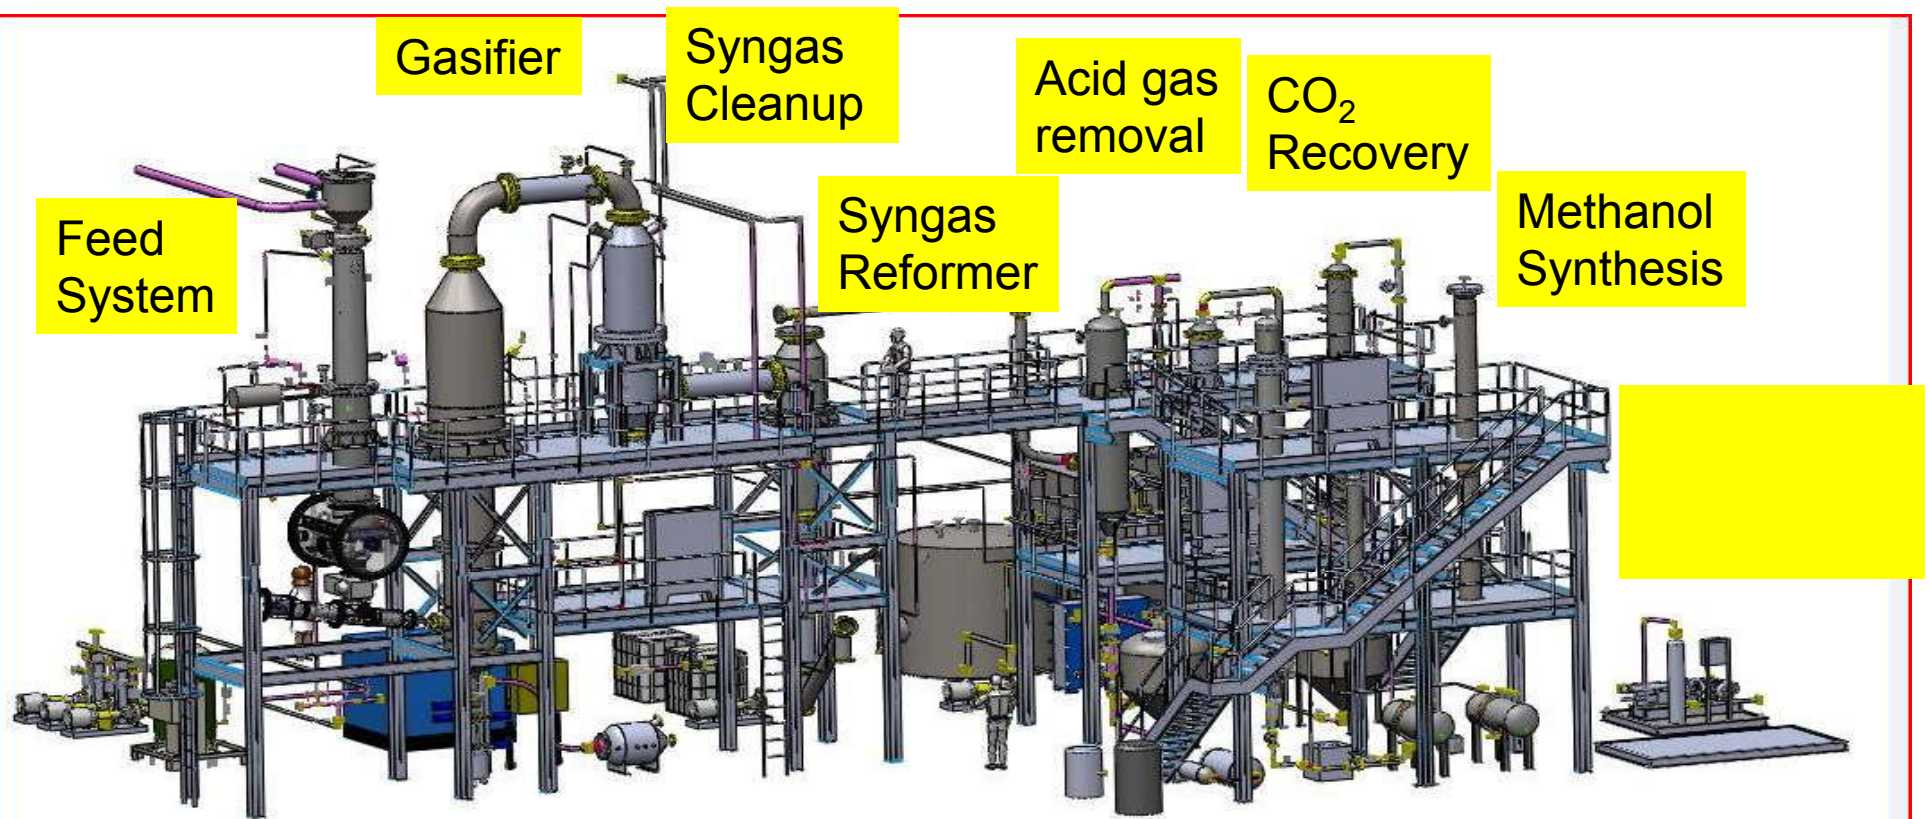 Feed
System
Gasifier
Syngas
Cleanup
Syngas
Reformer
Acid gas
removal
CO₂
Recovery
Methanol
Synthesis